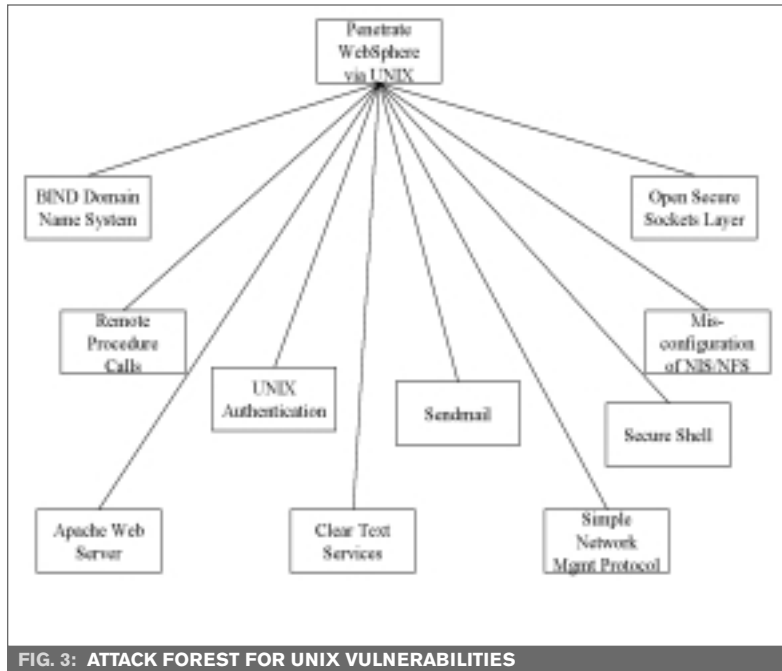 Penetrate
WebSphere
via UNIX
BIND Domain
Name System
Open Secure
Sockets Layer
Remote
Procedure
Calls
Mis-
configuration
of NIS/NFS
UNIX
Authentication
Sendmail
Secure Shell
Apache Web
Server
Clear Text
Services
Simple
Network
Mgmt Protocol
FIG. 3: ATTACK FOREST FOR UNIX VULNERABILITIES